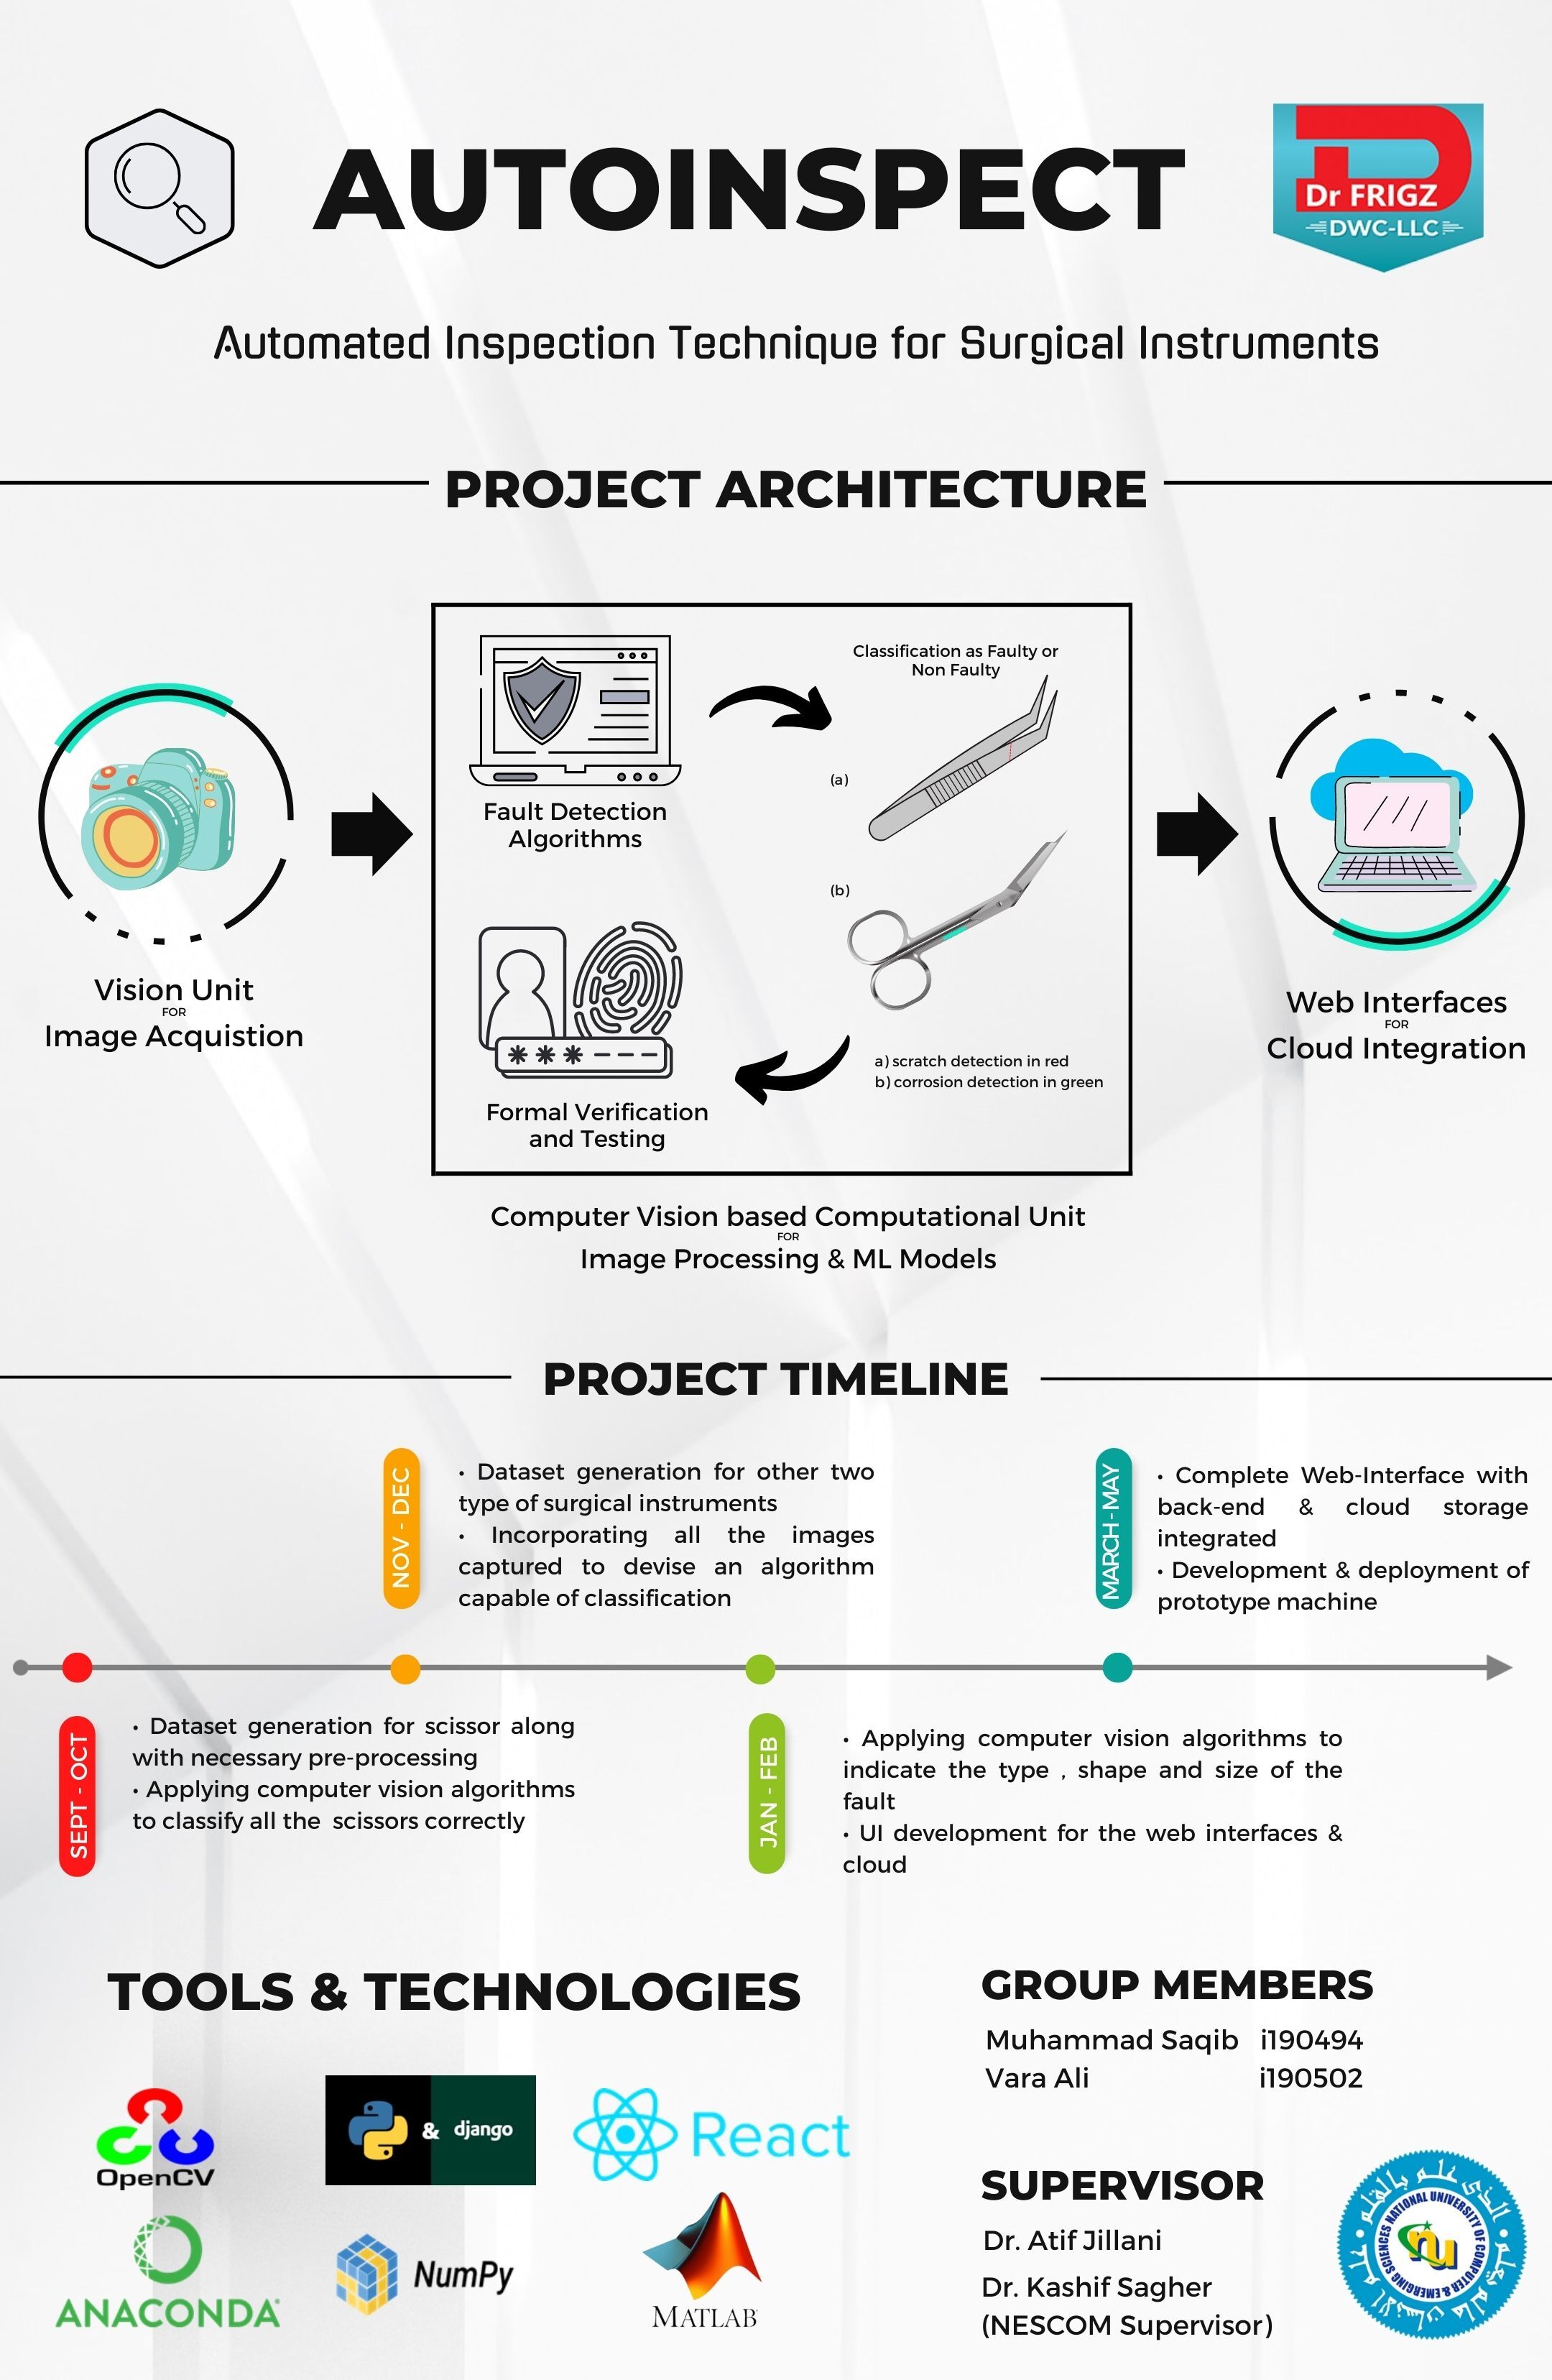 AUTOINSPECT
Dr FRIGZ
DWC-LLC
Automated Inspection Technique for Surgical Instruments
PROJECT ARCHITECTURE
Vision Unit
FOR
Image Acquistion
Fault Detection
Algorithms
Classification as Faulty or
Non Faulty
(a)
(b)
a) scratch detection in red
b) corrosion detection in green
Formal Verification
and Testing
Computer Vision based Computational Unit
FOR
Image Processing & ML Models
Web Interfaces
FOR
Cloud Integration
PROJECT TIMELINE
SEPT - OCT
• Dataset generation for scissor along
with necessary pre-processing
• Applying computer vision algorithms
to classify all the scissors correctly
NOV - DEC
• Dataset generation for other two
type of surgical instruments
• Incorporating all the images
captured to devise an algorithm
capable of classification
JAN - FEB
• Applying computer vision algorithms to
indicate the type , shape and size of the
fault
• UI development for the web interfaces &
cloud
MARCH - MAY
• Complete Web-Interface with
back-end & cloud storage
integrated
• Development & deployment of
prototype machine
TOOLS & TECHNOLOGIES
OpenCV
& django
React
ANACONDA
NumPy
MATLAB
GROUP MEMBERS
Muhammad Saqib i190494
Vara Ali i190502
SUPERVISOR
Dr. Atif Jillani
Dr. Kashif Sagher
(NESCOM Supervisor)
NATIONAL UNIVERSITY OF COMPUTER & EMERGING SCIENCES
nu